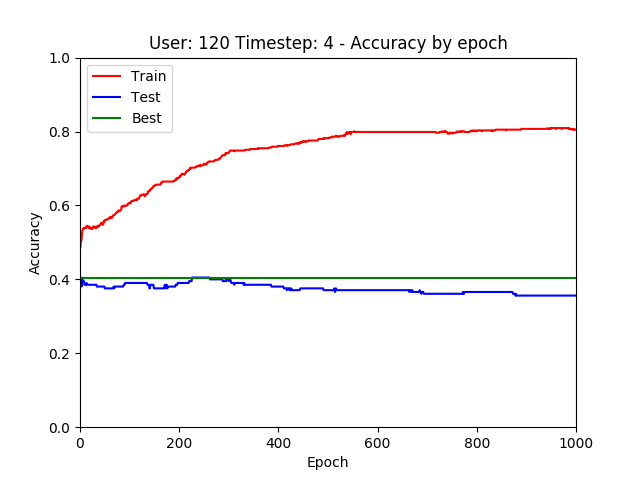 User: 120 Timestep: 4 - Accuracy by epoch
Train
Test
Best
Accuracy
1.0
0.8
0.6
0.4
0.2
0.0
0 200 400 600 800 1000
Epoch